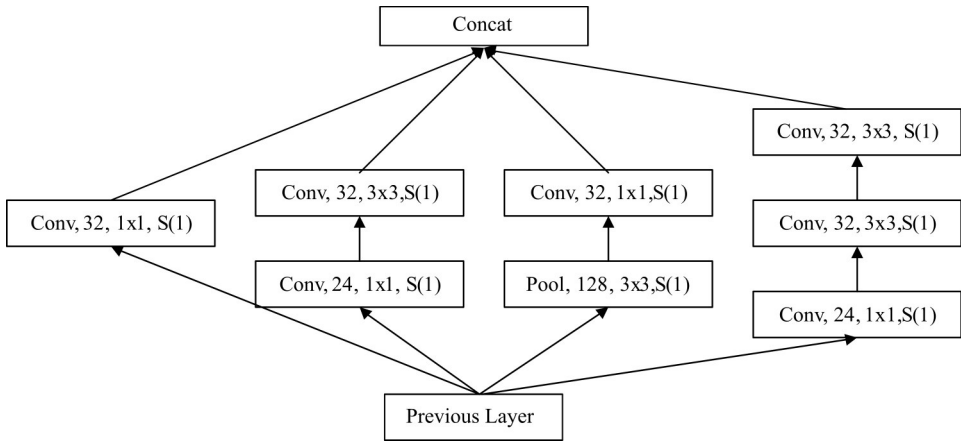 Concat
Conv, 32, 3x3, S(1)
Conv, 32, 3x3,S(1)
Conv, 32, 1x1,S(1)
Conv, 32, 1x1, S(1)
Conv, 32, 3x3,S(1)
Conv, 24, 1x1, S(1)
Pool, 128, 3x3,S(1)
Conv, 24, 1x1,S(1)
Previous Layer